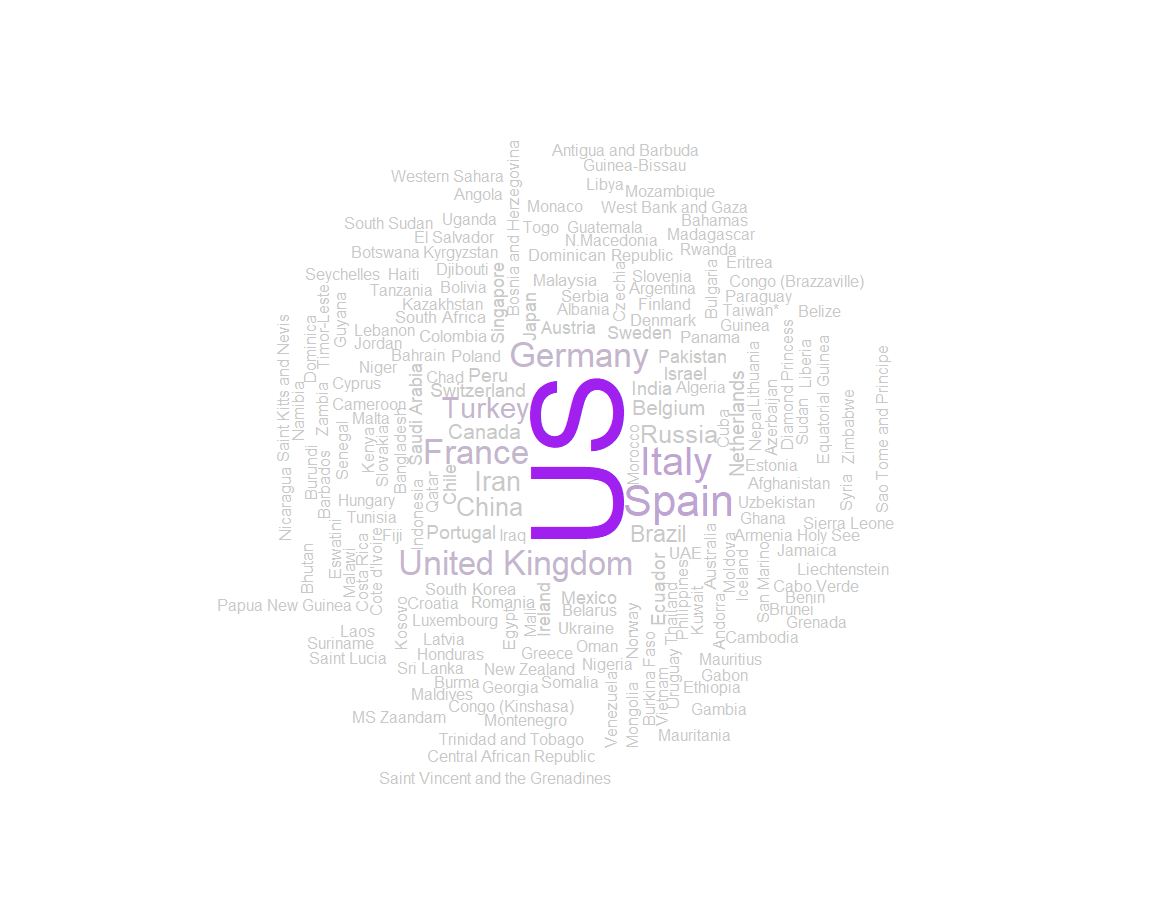 Antigua and Barbuda
Guinea-Bissau
Western Sahara
Libya
Mozambique
Angola
Bosnia and Herzegovina
Monaco
West Bank and Gaza
South Sudan
Uganda
Togo
Guatemala
Bahamas
El Salvador
N.Macedonia
Madagascar
Botswana
Kyrgyzstan
Dominican Republic
Rwanda
Seychelles
Haiti
Djibouti
Eritrea
Tanzania
Bolivia
Singapore
Malaysia
Czechia
Slovenia
Bulgaria
Congo (Brazzaville)
Kazakhstan
Serbia
Argentina
Paraguay
Timor-Leste
Guyana
South Africa
Japan
Albania
Finland
Taiwan*
Belize
Lebanon
Colombia
Austria
Denmark
Guinea
Jordan
Sweden
Panama
Saint Kitts and Nevis
Dominica
Bahrain
Poland
Germany
Pakistan
Niger
Chad
Peru
Israel
Lithuania
Diamond Princess
Liberia
Equatorial Guinea
Sao Tome and Principe
Cyprus
Switzerland
India
Algeria
Namibia
Zambia
Cameroon
Saudi Arabia
Turkey
US
Belgium
Netherlands
Azerbaijan
Malta
Canada
Russia
Cuba
Nepal
Sudan
Zimbabwe
Senegal
Kenya
Slovakia
Bangladesh
France
Morocco
Italy
Estonia
Nicaragua
Burundi
Barbados
Qatar
Chile
Iran
Afghanistan
Syria
Hungary
China
Spain
Uzbekistan
Tunisia
Indonesia
Ghana
Sierra Leone
Fiji
Portugal
Iraq
Brazil
Armenia
Holy See
Eswatini
United Kingdom
UAE
Australia
Jamaica
Bhutan
Malawi
Costa Rica
Cote d'Ivoire
Moldova
Iceland
San Marino
Liechtenstein
South Korea
Ecuador
Cabo Verde
Papua New Guinea
Croatia
Romania
Ireland
Mexico
Philippines
Kuwait
Benin
Kosovo
Luxembourg
Egypt
Mali
Belarus
Thailand
Andorra
Brunei
Laos
Ukraine
Norway
Grenada
Suriname
Latvia
Oman
Cambodia
Saint Lucia
Honduras
Greece
Mauritius
Sri Lanka
New Zealand
Nigeria
Burkina Faso
Uruguay
Gabon
Burma
Georgia
Somalia
Vietnam
Ethiopia
Maldives
Venezuela
Mongolia
Congo (Kinshasa)
Gambia
MS Zaandam
Montenegro
Trinidad and Tobago
Mauritania
Central African Republic
Saint Vincent and the Grenadines